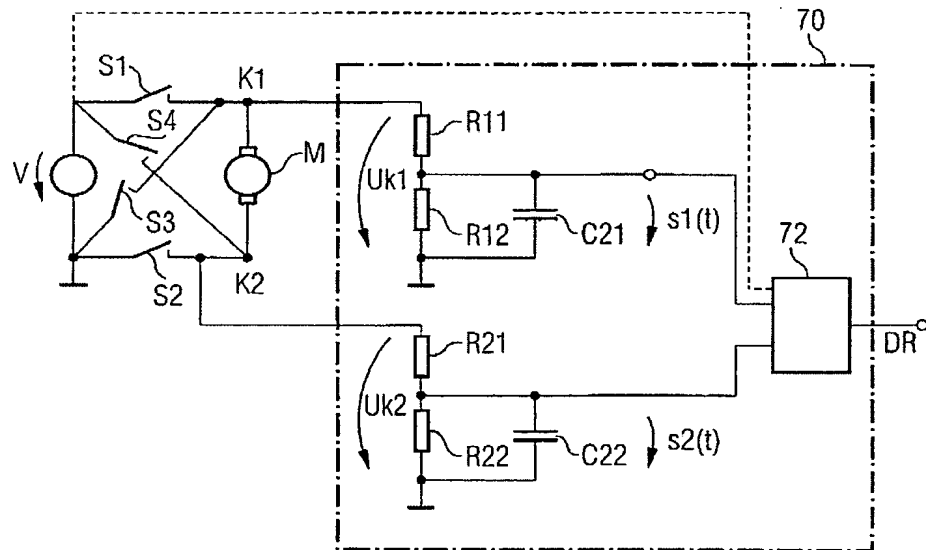 70
S1
K1
S4
R11
V
M
Uk1
S3
R12
C21
s1(t)
72
S2
K2
R21
DR
Uk2
R22
C22
s2(t)